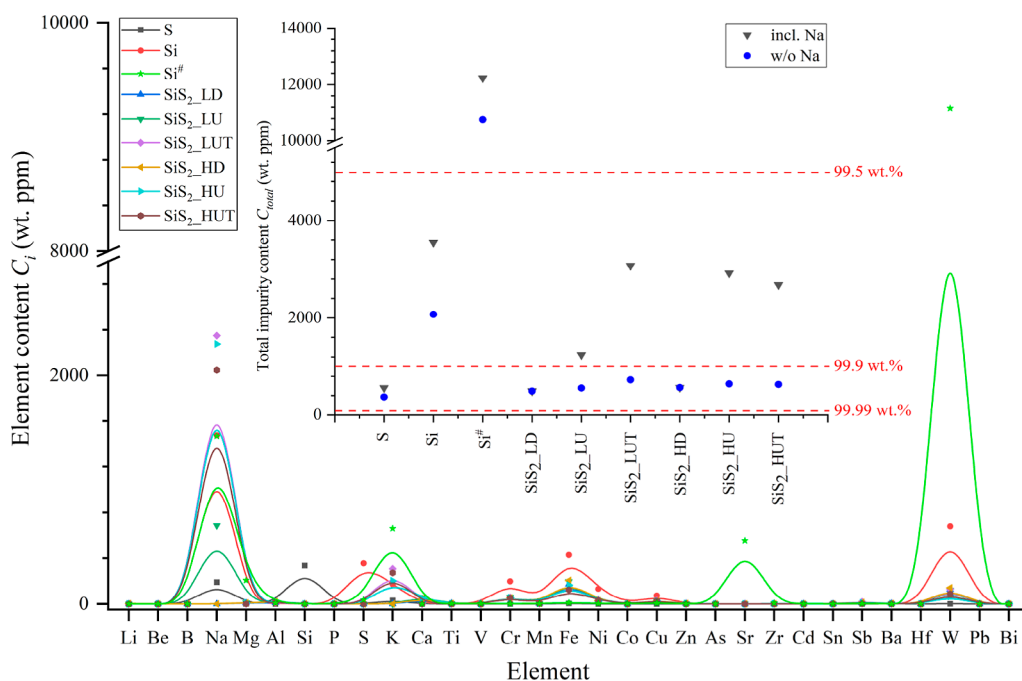 10000
8000
2000
0
Element content C_i (wt. ppm)
S
Si
Si#
SiS2_LD
SiS2_LU
SiS2_LUT
SiS2_HD
SiS2_HU
SiS2_HUT
14000
12000
10000
4000
2000
0
Total impurity content C_total (wt. ppm)
incl. Na
w/o Na
99.5 wt.%
99.9 wt.%
99.99 wt.%
S
Si
Si#
SiS2_LD
SiS2_LU
SiS2_LUT
SiS2_HD
SiS2_HU
SiS2_HUT
Li Be B Na Mg Al Si P S K Ca Ti V Cr Mn Fe Ni Co Cu Zn As Sr Zr Cd Sn Sb Ba Hf W Pb Bi
Element